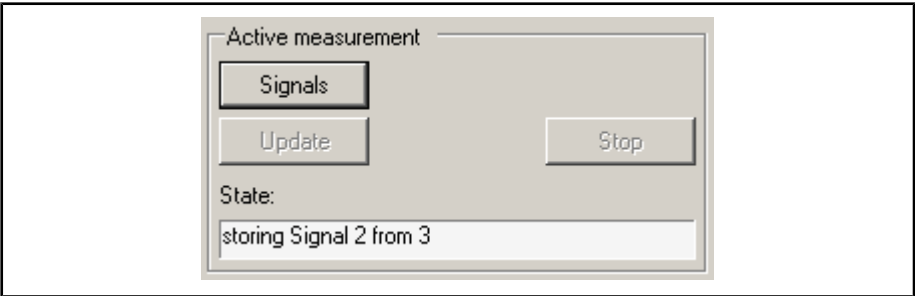 Active measurement
Signals
Update Stop
State:
storing Signal 2 from 3